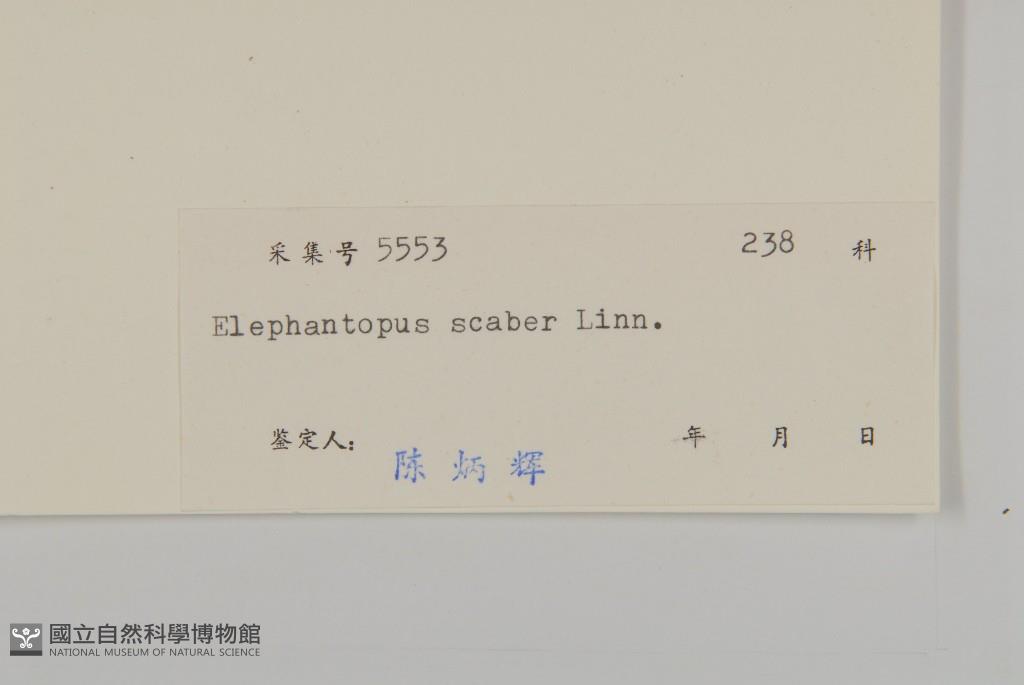 采集号 5553 238 科
Elephantopus scaber Linn.
鉴定人: 陈炳辉 年 月 日
國立自然科學博物館
NATIONAL MUSEUM OF NATURAL SCIENCE